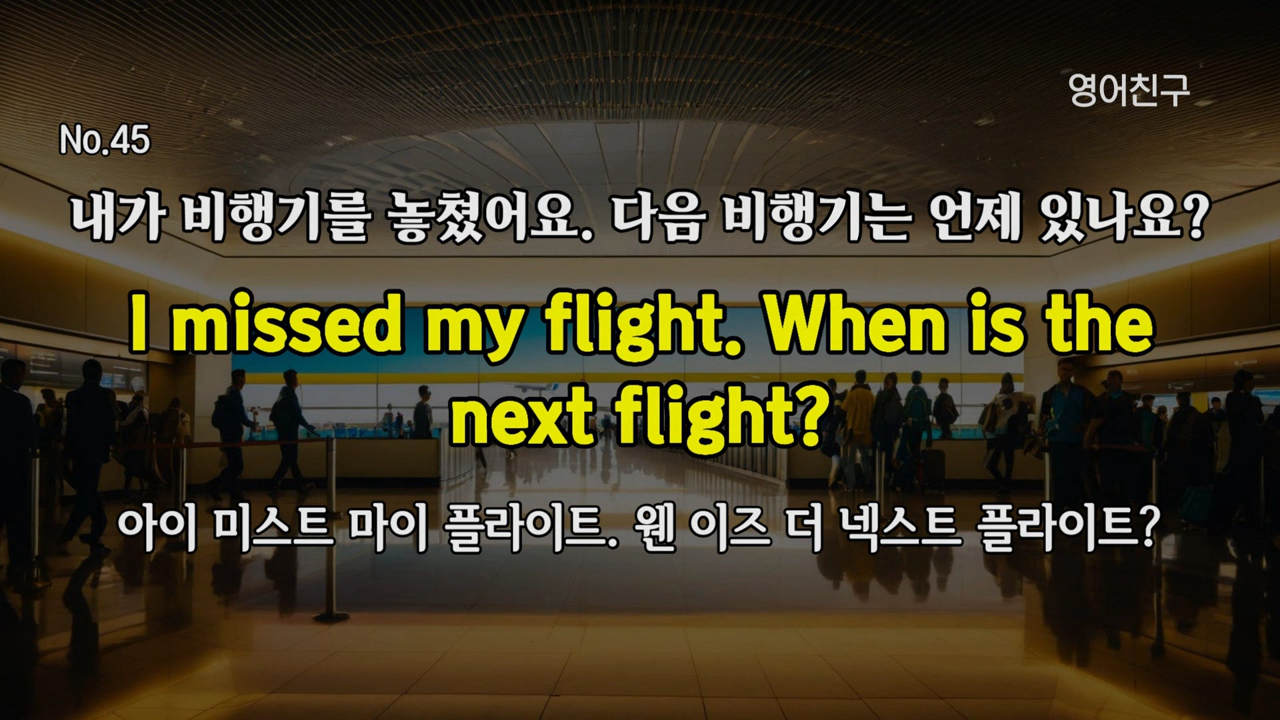 영어친구
No.45
내가 비행기를 놓쳤어요. 다음 비행기는 언제 있나요?
I missed my flight. When is the
next flight?
아이 미스트 마이 플라이트. 웬 이즈 더 넥스트 플라이트?